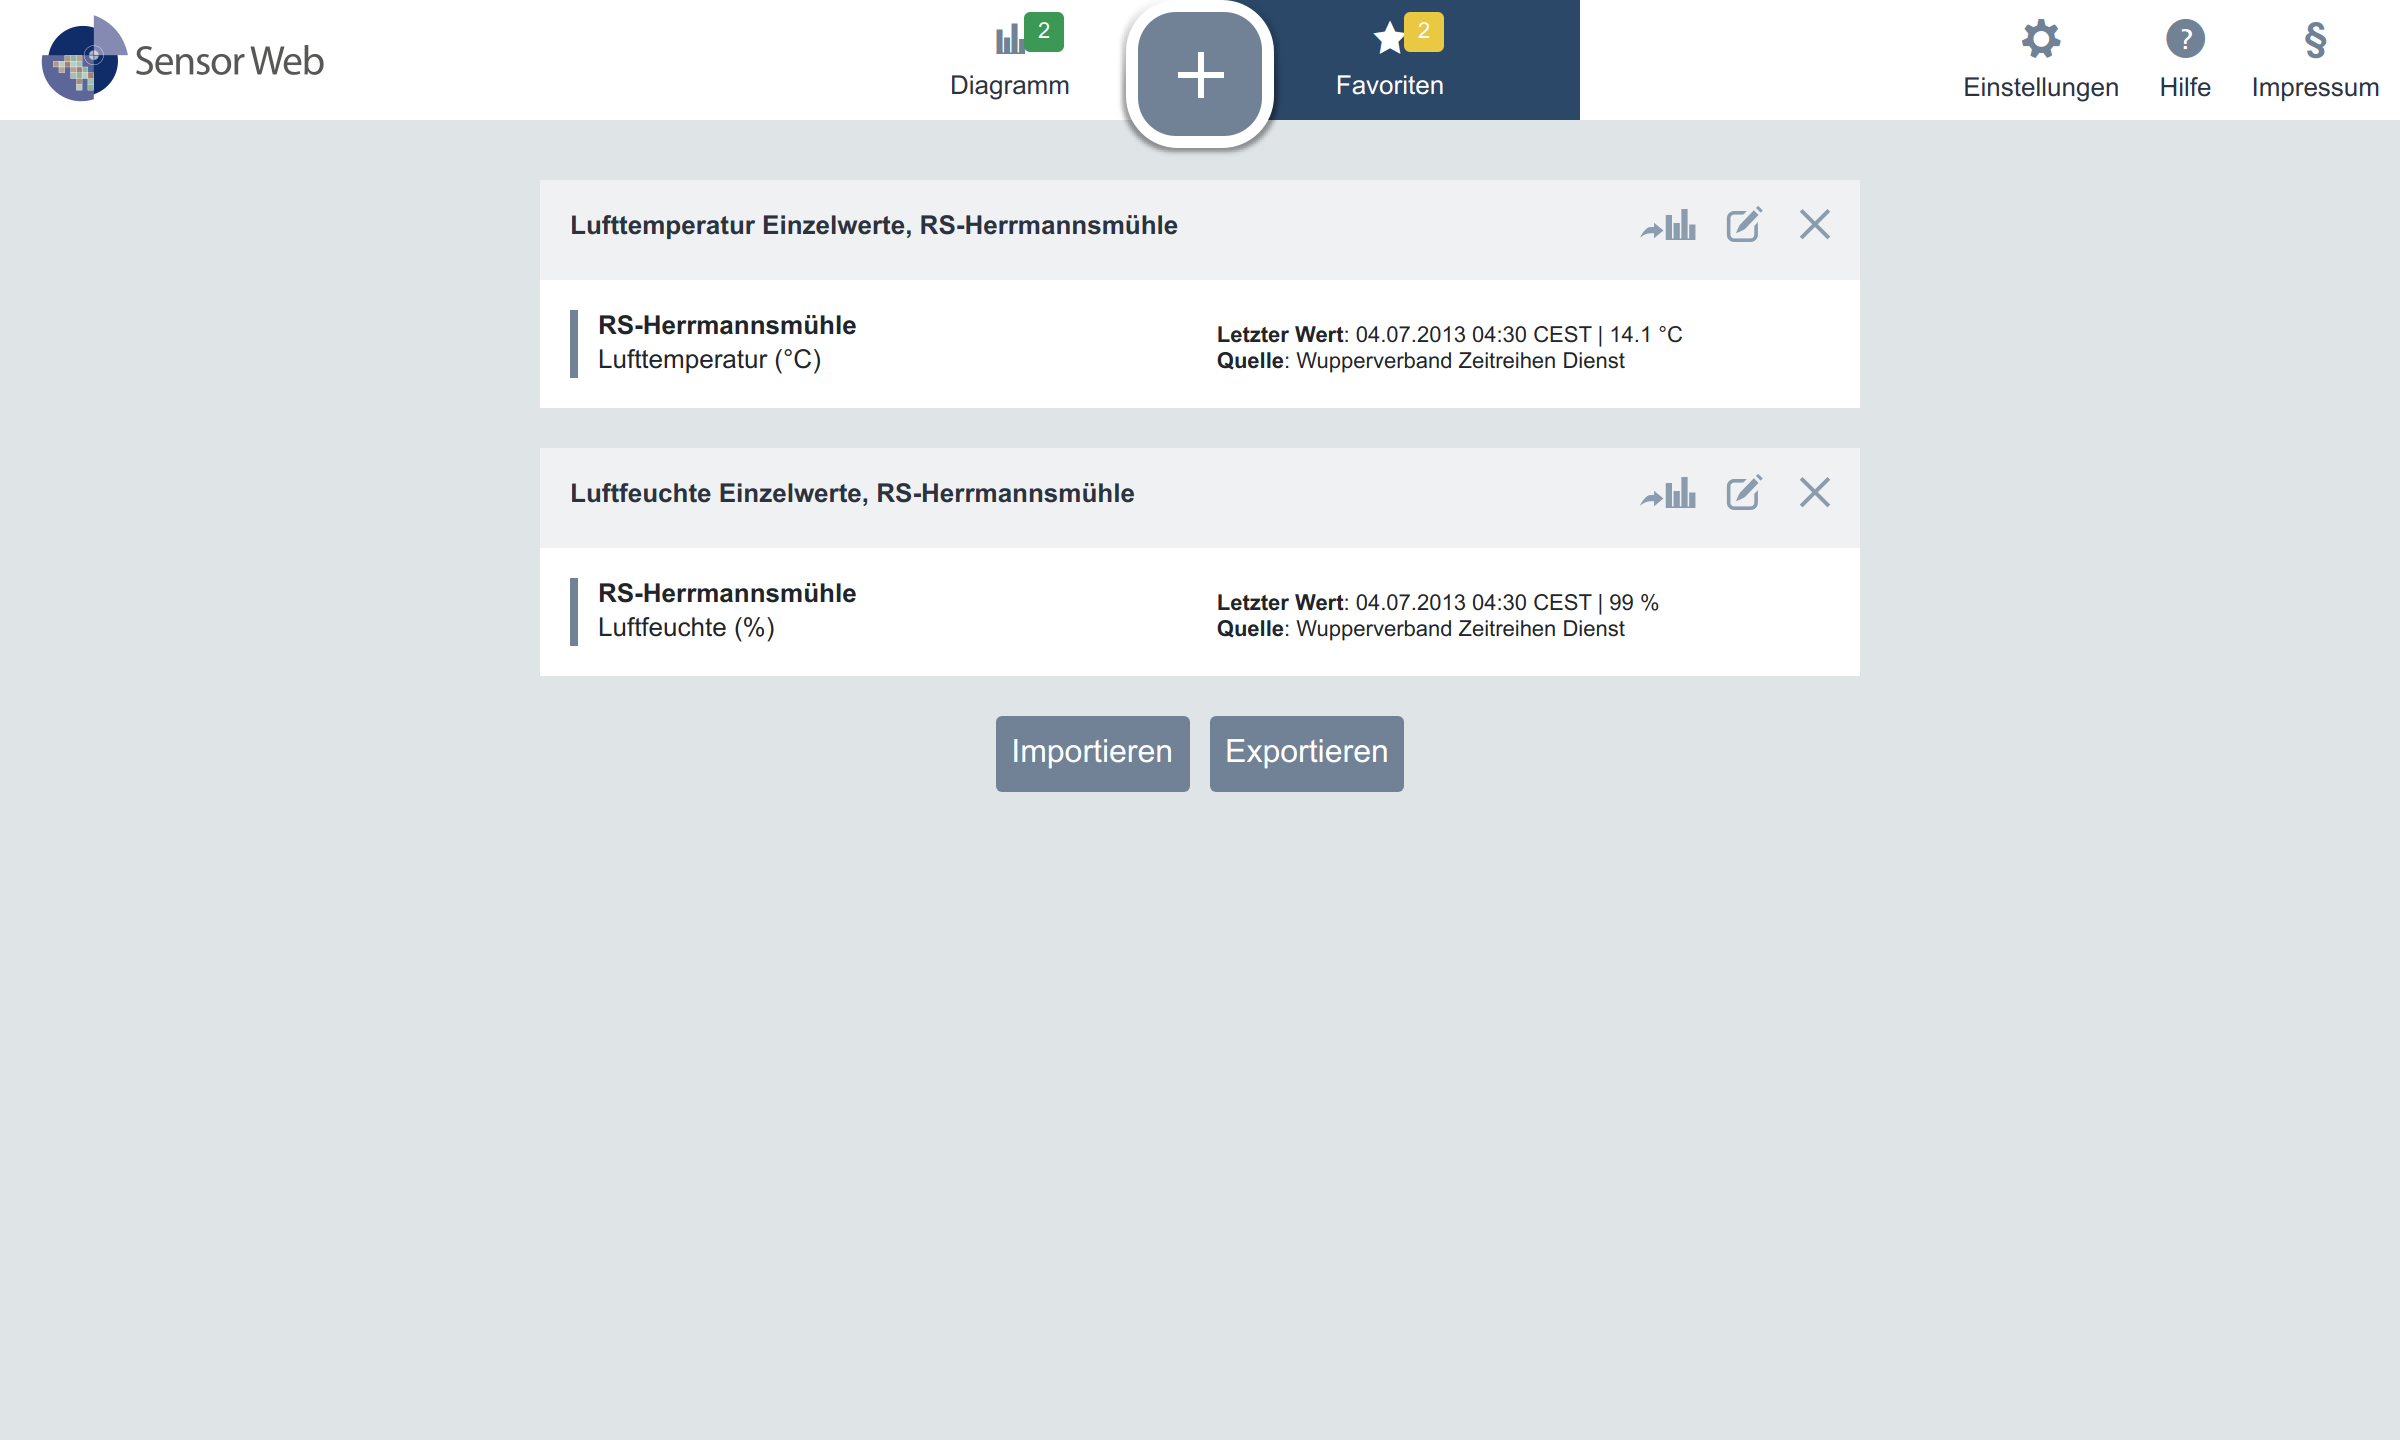 Sensor Web
2
Diagramm
2
Favoriten
Einstellungen
?
Hilfe
§
Impressum
Lufttemperatur Einzelwerte, RS-Herrmannsmühle
RS-Herrmannsmühle
Lufttemperatur (°C)
Letzter Wert: 04.07.2013 04:30 CEST | 14.1 °C
Quelle: Wupperverband Zeitreihen Dienst
Luftfeuchte Einzelwerte, RS-Herrmannsmühle
RS-Herrmannsmühle
Luftfeuchte (%)
Letzter Wert: 04.07.2013 04:30 CEST | 99 %
Quelle: Wupperverband Zeitreihen Dienst
Importieren
Exportieren